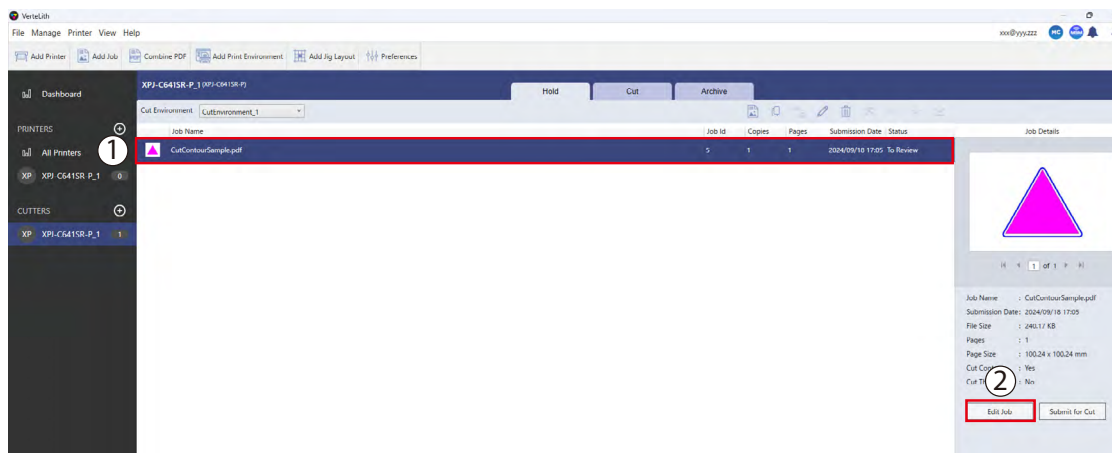 VerteLith
File Manage Printer View Help
xxx@yyy.zzz MC MDM
Add Printer Add Job Combine PDF Add Print Environment Add Jig Layout Preferences
Dashboard
XPJ-C641SR-P_1 (XPJ-C641SR-P)
Hold Cut Archive
Cut Environment CutEnvironment_1
PRINTERS
Job Name Job Id Copies Pages Submission Date Status
Job Details
1
All Printers
CutContourSample.pdf 5 1 1 2024/09/18 17:05 To Review
XP XPJ-C641SR-P_1 0
CUTTERS
XP XPJ-C641SR-P_1 1
1 of 1
Job Name : CutContourSample.pdf
Submission Date: 2024/09/18 17:05
File Size : 240.17 KB
Pages : 1
Page Size : 100.24 x 100.24 mm
Cut : Yes
Cut : No
2
Edit Job Submit for Cut